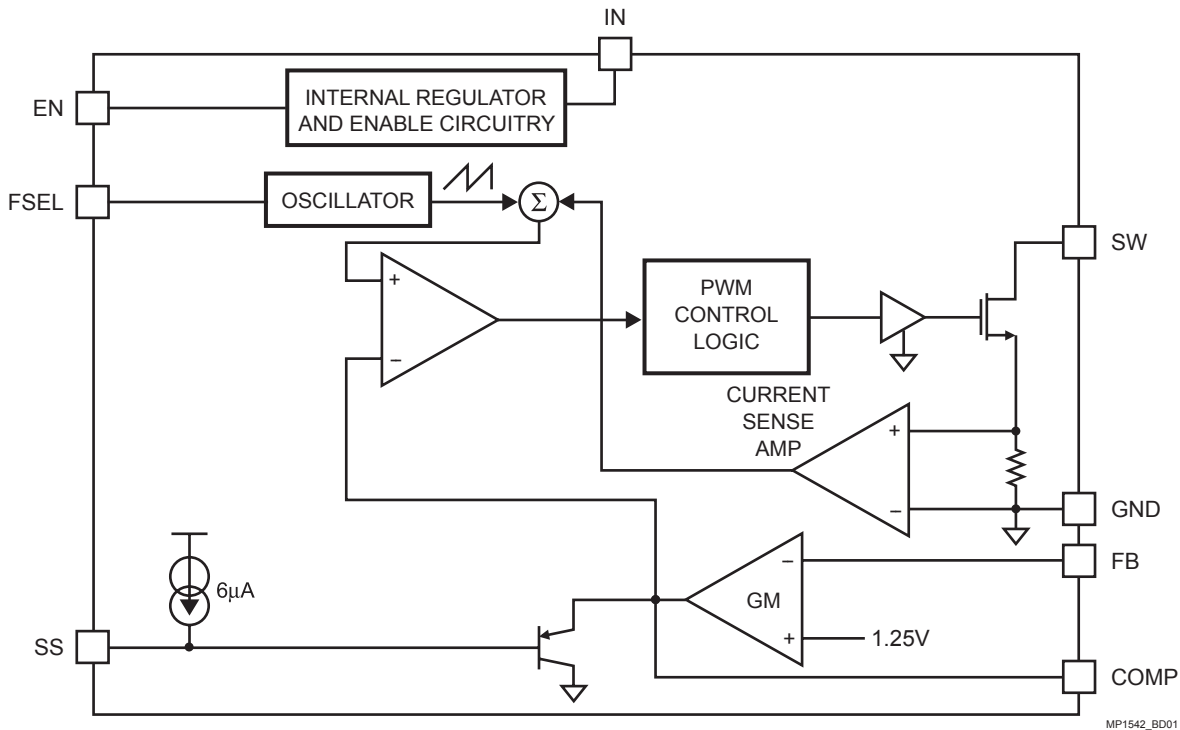 IN
EN
INTERNAL REGULATOR
AND ENABLE CIRCUITRY
FSEL
OSCILLATOR
Σ
SW
+
−
PWM
CONTROL
LOGIC
CURRENT
SENSE
AMP
+
−
GND
FB
−
GM
+
1.25V
6µA
SS
COMP
MP1542_BD01